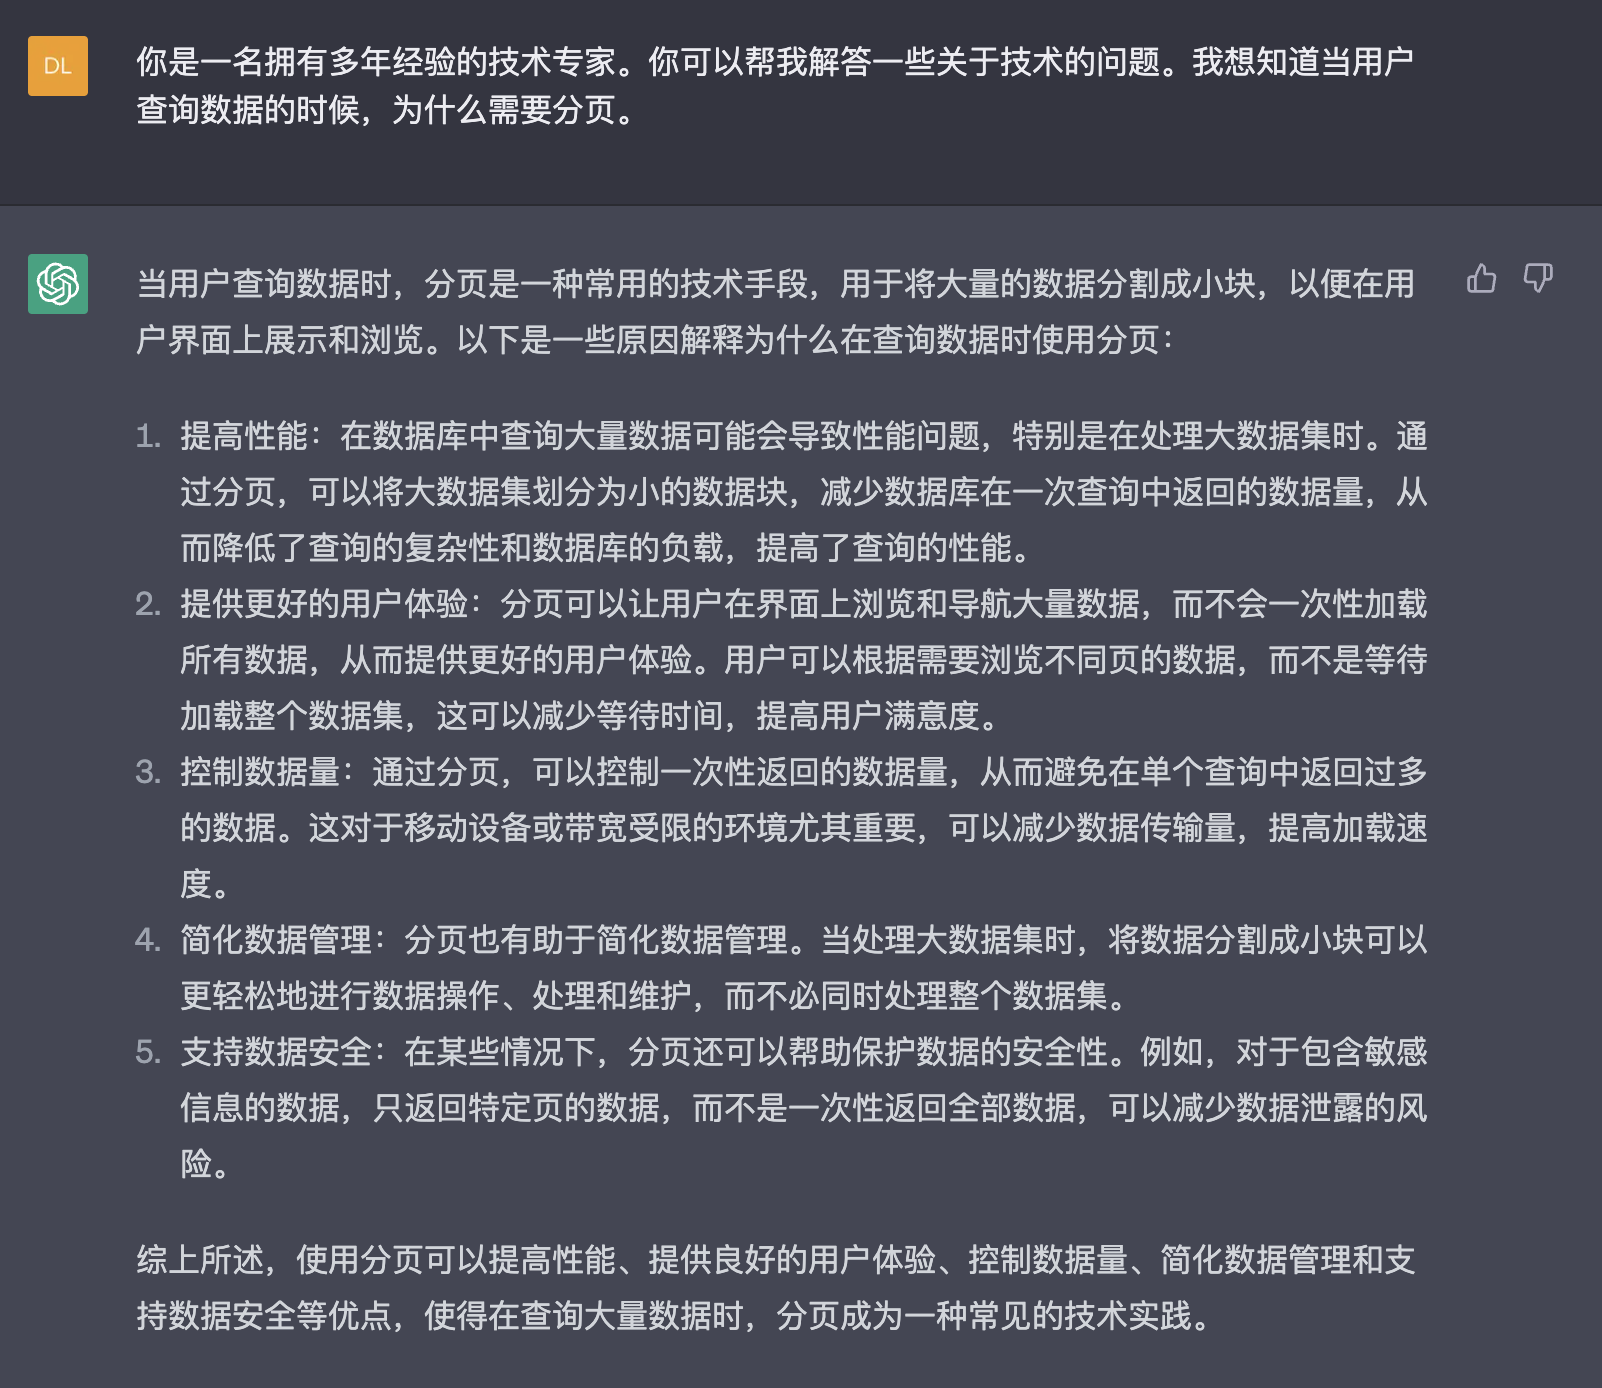 DL
你是一名拥有多年经验的技术专家。你可以帮我解答一些关于技术的问题。我想知道当用户
查询数据的时候，为什么需要分页。
当用户查询数据时，分页是一种常用的技术手段，用于将大量的数据分割成小块，以便在用
户界面上展示和浏览。以下是一些原因解释为什么在查询数据时使用分页：
1. 提高性能：在数据库中查询大量数据可能会导致性能问题，特别是在处理大数据集时。通
过分页，可以将大数据集划分为小的数据块，减少数据库在一次查询中返回的数据量，从
而降低了查询的复杂性和数据库的负载，提高了查询的性能。
2. 提供更好的用户体验：分页可以让用户在界面上浏览和导航大量数据，而不会一次性加载
所有数据，从而提供更好的用户体验。用户可以根据需要浏览不同页的数据，而不是等待
加载整个数据集，这可以减少等待时间，提高用户满意度。
3. 控制数据量：通过分页，可以控制一次性返回的数据量，从而避免在单个查询中返回过多
的数据。这对于移动设备或带宽受限的环境尤其重要，可以减少数据传输量，提高加载速
度。
4. 简化数据管理：分页也有助于简化数据管理。当处理大数据集时，将数据分割成小块可以
更轻松地进行数据操作、处理和维护，而不必同时处理整个数据集。
5. 支持数据安全：在某些情况下，分页还可以帮助保护数据的安全性。例如，对于包含敏感
信息的数据，只返回特定页的数据，而不是一次性返回全部数据，可以减少数据泄露的风
险。
综上所述，使用分页可以提高性能、提供良好的用户体验、控制数据量、简化数据管理和支
持数据安全等优点，使得在查询大量数据时，分页成为一种常见的技术实践。